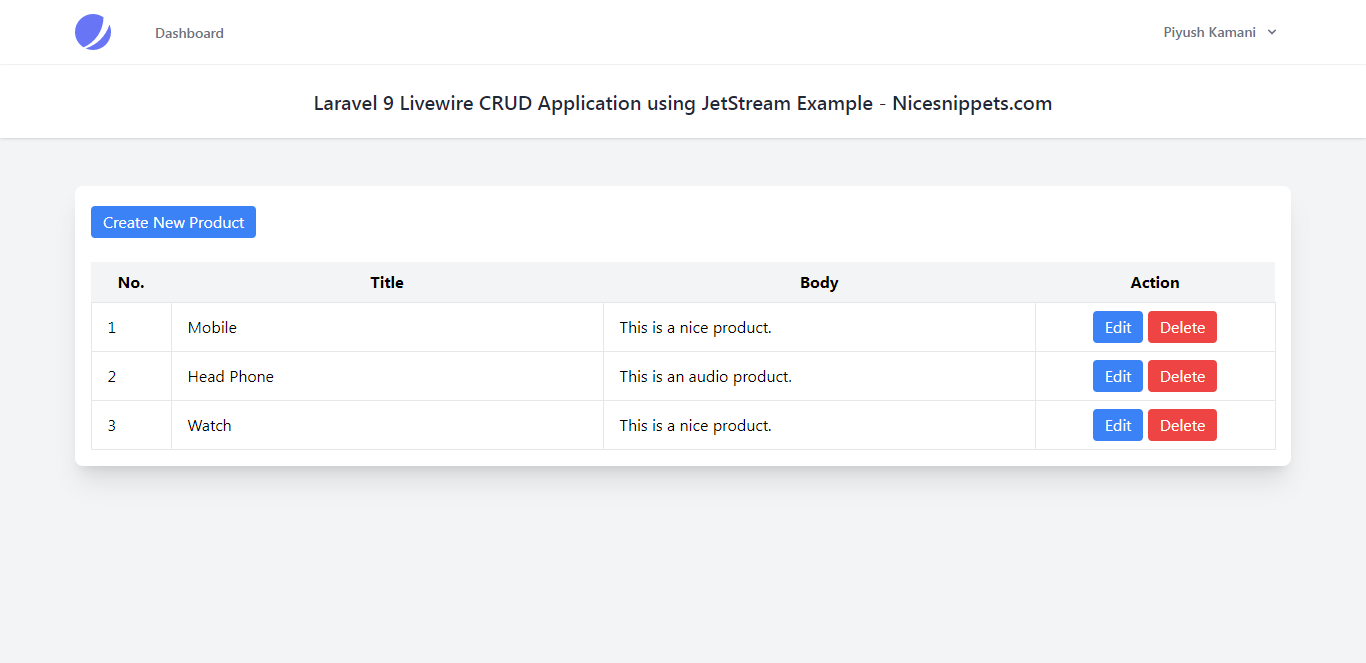 Dashboard
Piyush Kamani
Laravel 9 Livewire CRUD Application using JetStream Example - Nicesnippets.com
Create New Product
No. Title Body Action
1 Mobile This is a nice product. Edit Delete
2 Head Phone This is an audio product. Edit Delete
3 Watch This is a nice product. Edit Delete